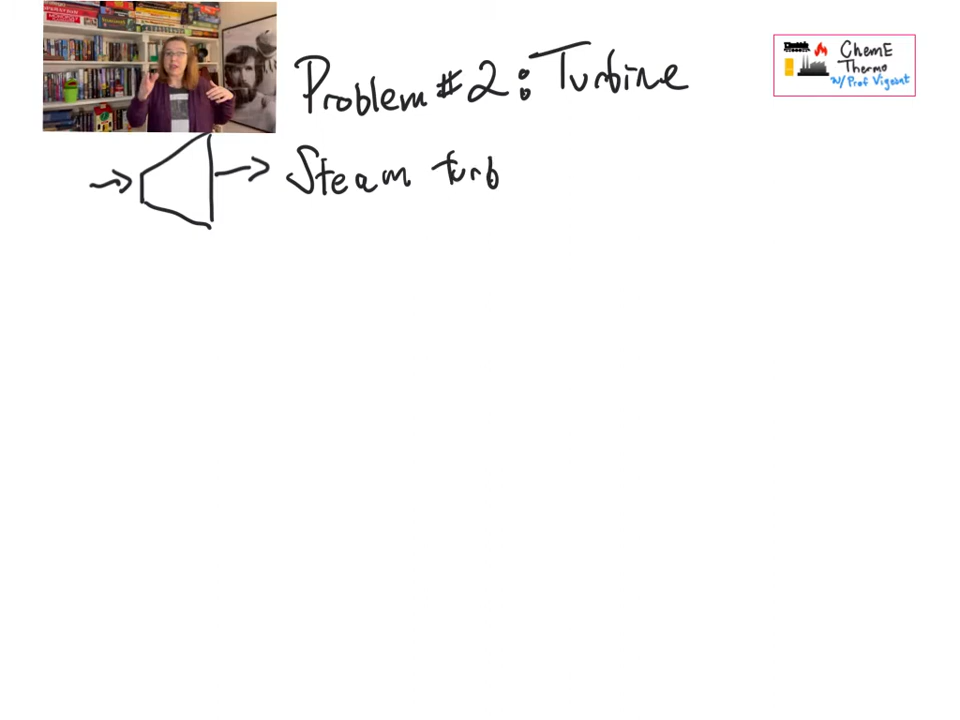 Problem #2: Turbine
ChemE
Thermo
w/ Prof Vigeant
Steam turb